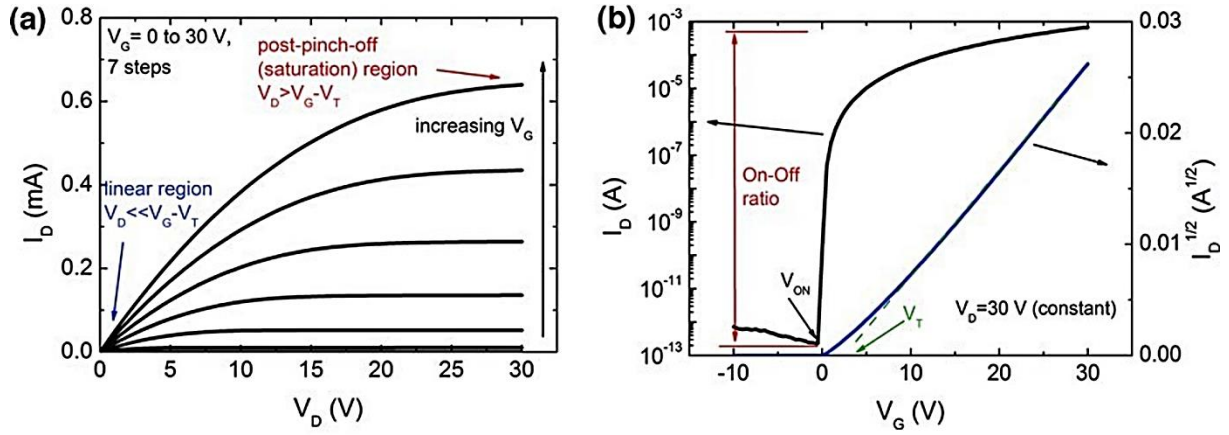 (a)
V_G= 0 to 30 V,
7 steps
post-pinch-off
(saturation) region
V_D>V_G-V_T
increasing V_G
linear region
V_D<<V_G-V_T
I_D (mA)
0.8
0.6
0.4
0.2
0.0
0 5 10 15 20 25 30
V_D (V)
(b)
I_D (A)
10^-3
10^-5
10^-7
10^-9
10^-11
10^-13
On-Off
ratio
V_ON
V_T
V_D=30 V (constant)
-10 0 10 20 30
V_G (V)
0.03
0.02
0.01
0.00
I_D^1/2 (A^1/2)